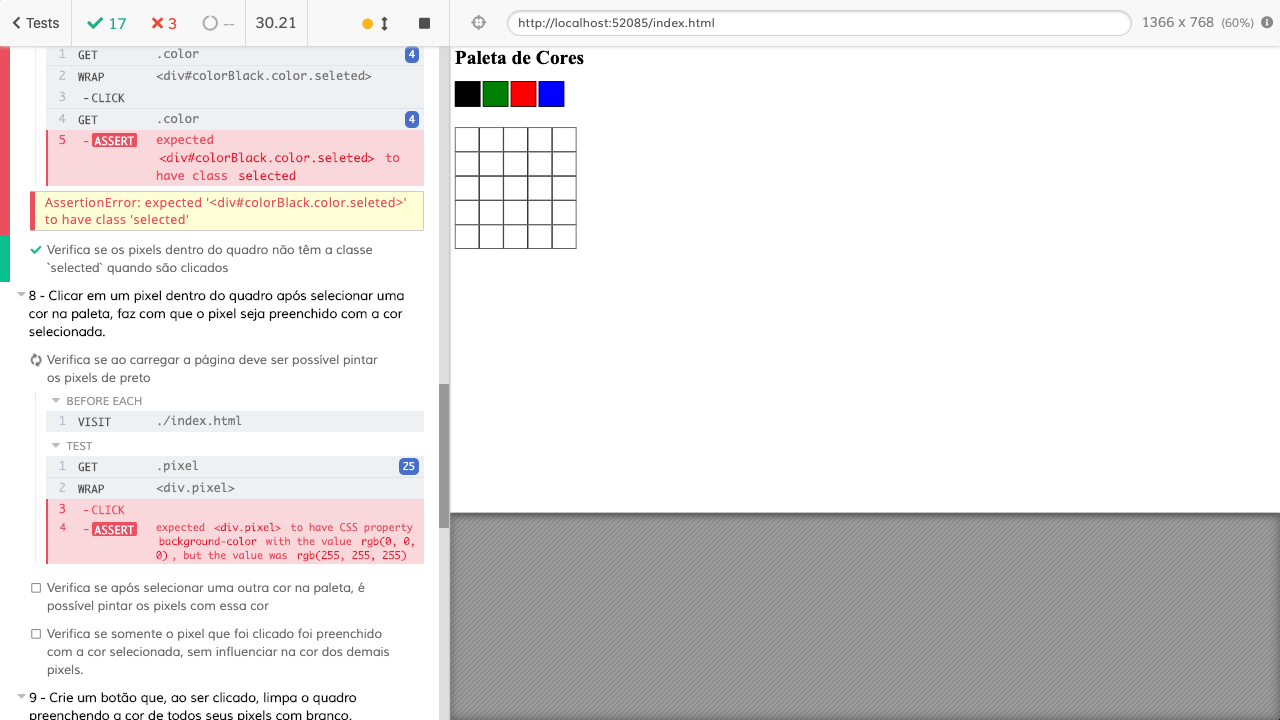 Tests
17
3
--
30.21
http://localhost:52085/index.html
1366 x 768 (60%)
1 GET .color 4
2 WRAP <div#colorBlack.color.seleted>
3 - CLICK
4 GET .color 4
5 - ASSERT expected
<div#colorBlack.color.seleted> to
have class selected
AssertionError: expected '<div#colorBlack.color.seleted>'
to have class 'selected'
Verifica se os pixels dentro do quadro não têm a classe
`selected` quando são clicados
8 - Clicar em um pixel dentro do quadro após selecionar uma
cor na paleta, faz com que o pixel seja preenchido com a cor
selecionada.
Verifica se ao carregar a página deve ser possível pintar
os pixels de preto
BEFORE EACH
1 VISIT ./index.html
TEST
1 GET .pixel 25
2 WRAP <div.pixel>
3 - CLICK
4 - ASSERT expected <div.pixel> to have CSS property
background-color with the value rgb(0, 0,
0), but the value was rgb(255, 255, 255)
Verifica se após selecionar uma outra cor na paleta, é
possível pintar os pixels com essa cor
Verifica se somente o pixel que foi clicado foi preenchido
com a cor selecionada, sem influenciar na cor dos demais
pixels.
9 - Crie um botão que, ao ser clicado, limpa o quadro
preenchendo a cor de todos seus pixels com branco.
Paleta de Cores